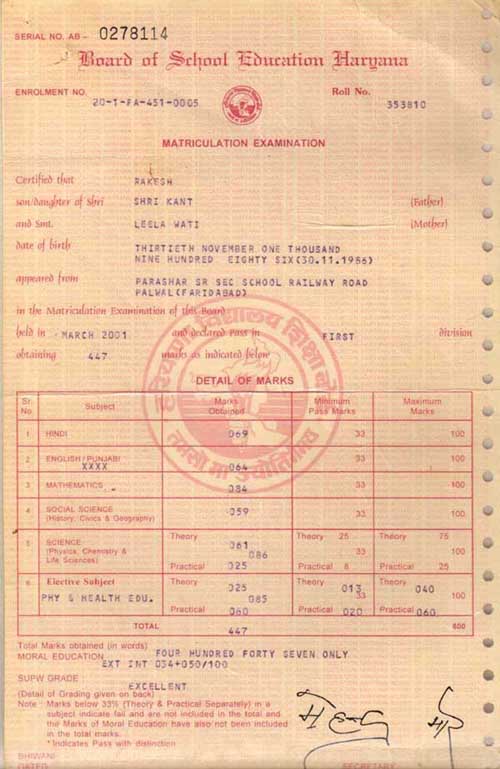 SERIAL NO. AB - 0278114
Board of School Education Haryana
ENROLMENT NO. 20-1-FA-451-0005
Roll No. 353810
MATRICULATION EXAMINATION
Certified that RAKESH
son/daughter of Shri SHRI KANT (Father)
and Smt. LEELA WATI (Mother)
date of birth THIRTIETH NOVEMBER ONE THOUSAND
NINE HUNDRED EIGHTY SIX(30.11.1986)
appeared from PARASHAR SR SEC SCHOOL RAILWAY ROAD
PALWAL(FARIDABAD)
in the Matriculation Examination of this Board
held in MARCH 2001 and declared Pass in FIRST division
obtaining 447 marks as indicated below
DETAIL OF MARKS
Sr. No. Subject Marks Obtained Minimum Pass Marks Maximum Marks
1 HINDI 069 33 100
2 ENGLISH/PUNJABI 33 100
XXXX 064
3 MATHEMATICS 084 33 100
4 SOCIAL SCIENCE 059 33 100
(History, Civics & Geography)
Theory Theory 25 Theory 75
5 SCIENCE 061
(Physics, Chemistry & 086 33 100
Life Sciences) Practical 025 Practical 8 Practical 25
6 Elective Subject Theory 025 Theory 013 Theory 040
PHY & HEALTH EDU. 085 33 100
Practical 060 Practical 020 Practical 060
TOTAL 447 600
Total Marks obtained (in words) FOUR HUNDRED FORTY SEVEN ONLY
MORAL EDUCATION EXT INT 034+050/100
SUPW GRADE EXCELLENT
(Detail of Grading given on back)
Note : Marks below 33% (Theory & Practical Separately) in a
subject indicate fail and are not included in the total and
the Marks of Moral Education have also not been included
in the total marks.
* Indicates Pass with distinction
BHIWANI
DATED SECRETARY